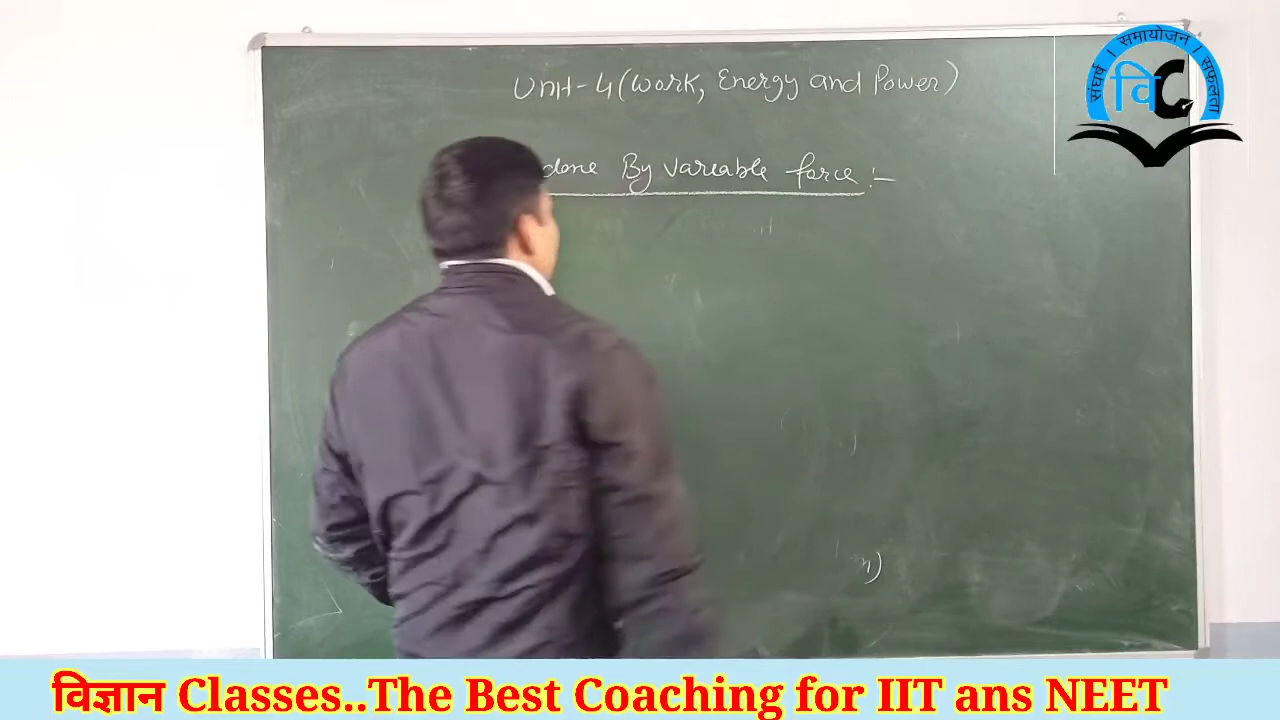 Unit-4 (Work, Energy and Power)
done By variable force :-
संघर्ष । समायोजन । सफलता
वि C
विज्ञान Classes..The Best Coaching for IIT ans NEET